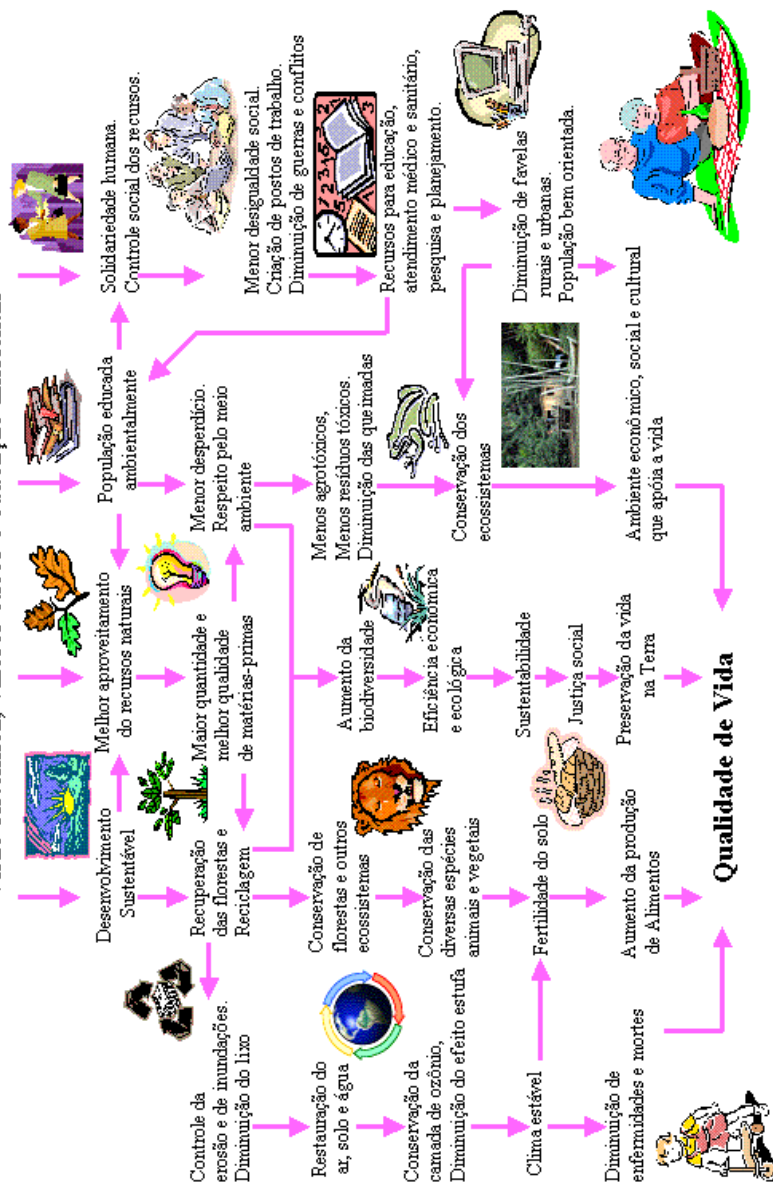 Desenvolvimento
Sustentável
Melhor aproveitamento
do recursos naturais
População educada
ambientalmente
Solidariedade humana.
Controle social dos recursos.
Controle da
erosão e de inundações.
Diminuição do lixo
Recuperação
das florestas e
Reciclagem
Maior quantidade e
melhor qualidade
de matérias-primas
Menor desperdício.
Respeito pelo meio
ambiente
Menor desigualdade social.
Criação de postos de trabalho.
Diminuição de guerras e conflitos
Restauração do
ar, solo e água
Conservação de
florestas e outros
ecossistemas
Aumento da
biodiversidade
Menos agrotóxicos,
Menos resíduos tóxicos.
Diminuição das queimadas
Recursos para educação,
atendimento médico e sanitário,
pesquisa e planejamento.
Conservação da
camada de ozônio,
Diminuição do efeito estufa
Conservação das
diversas espécies
animais e vegetais
Eficiência econômica
e ecológica
Conservação dos
ecossistemas
Diminuição de favelas
rurais e urbanas.
População bem orientada.
Clima estável
Fertilidade do solo
Sustentabilidade
Justiça social
Diminuição de
enfermidades e mortes
Aumento da produção
de Alimentos
Preservação da vida
na Terra
Ambiente econômico, social e cultural
que apóia a vida
Qualidade de Vida